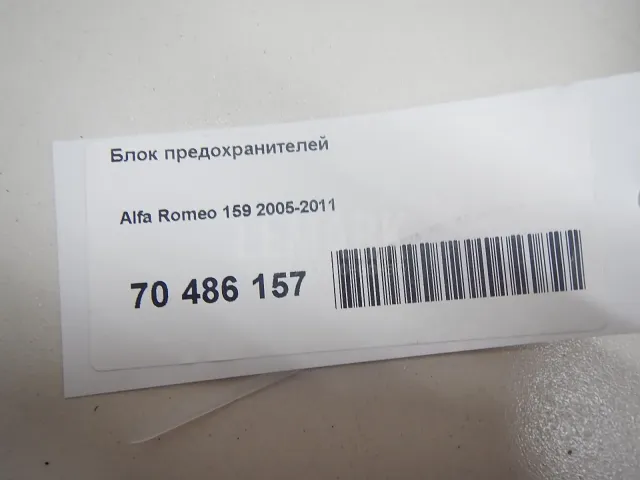 Блок предохранителей
Alfa Romeo 159 2005-2011
70 486 157